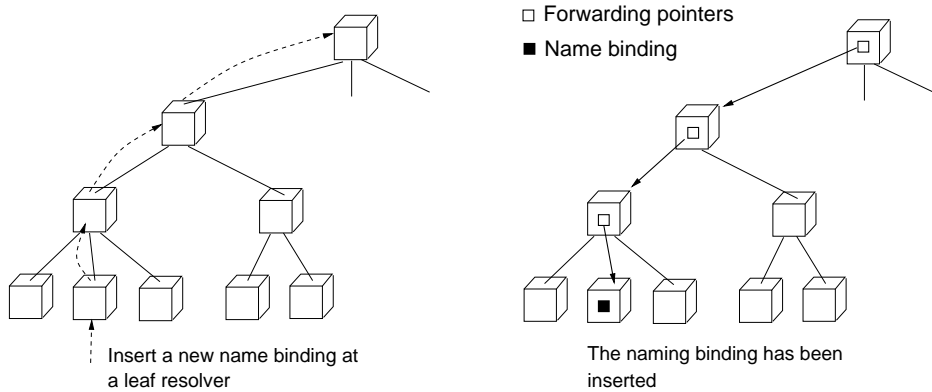 Forwarding pointers
Name binding
Insert a new name binding at
a leaf resolver
The naming binding has been
inserted